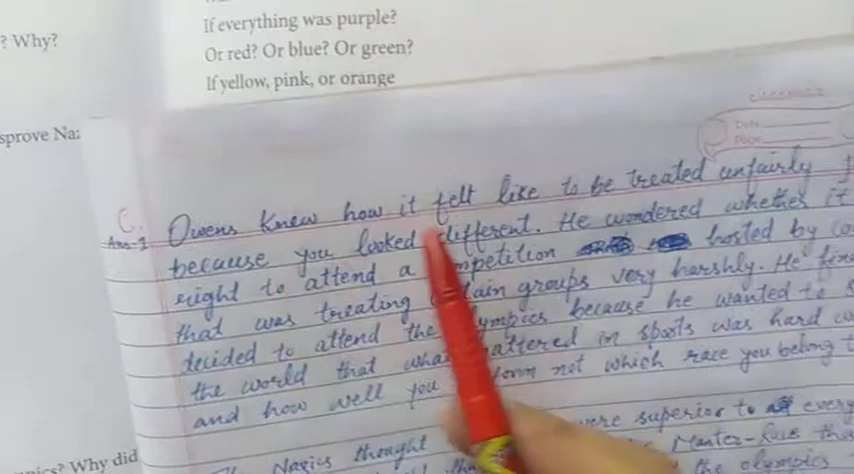 If everything was purple?
? Why?
Or red? Or blue? Or green?
If yellow, pink, or orange
sprove Na
Date
Page
C.
Ans-1 Owens knew how it felt like to be treated unfairly
because you looked different. He wondered whether it
right to attend a competition hosted by
that was treating groups very harshly. He
decided to attend the because he wanted to
the world that mattered in sports was hard
and how well you not which race you belong
Nazis thought were superior to every
Master-Race
the olympics
nics? Why did